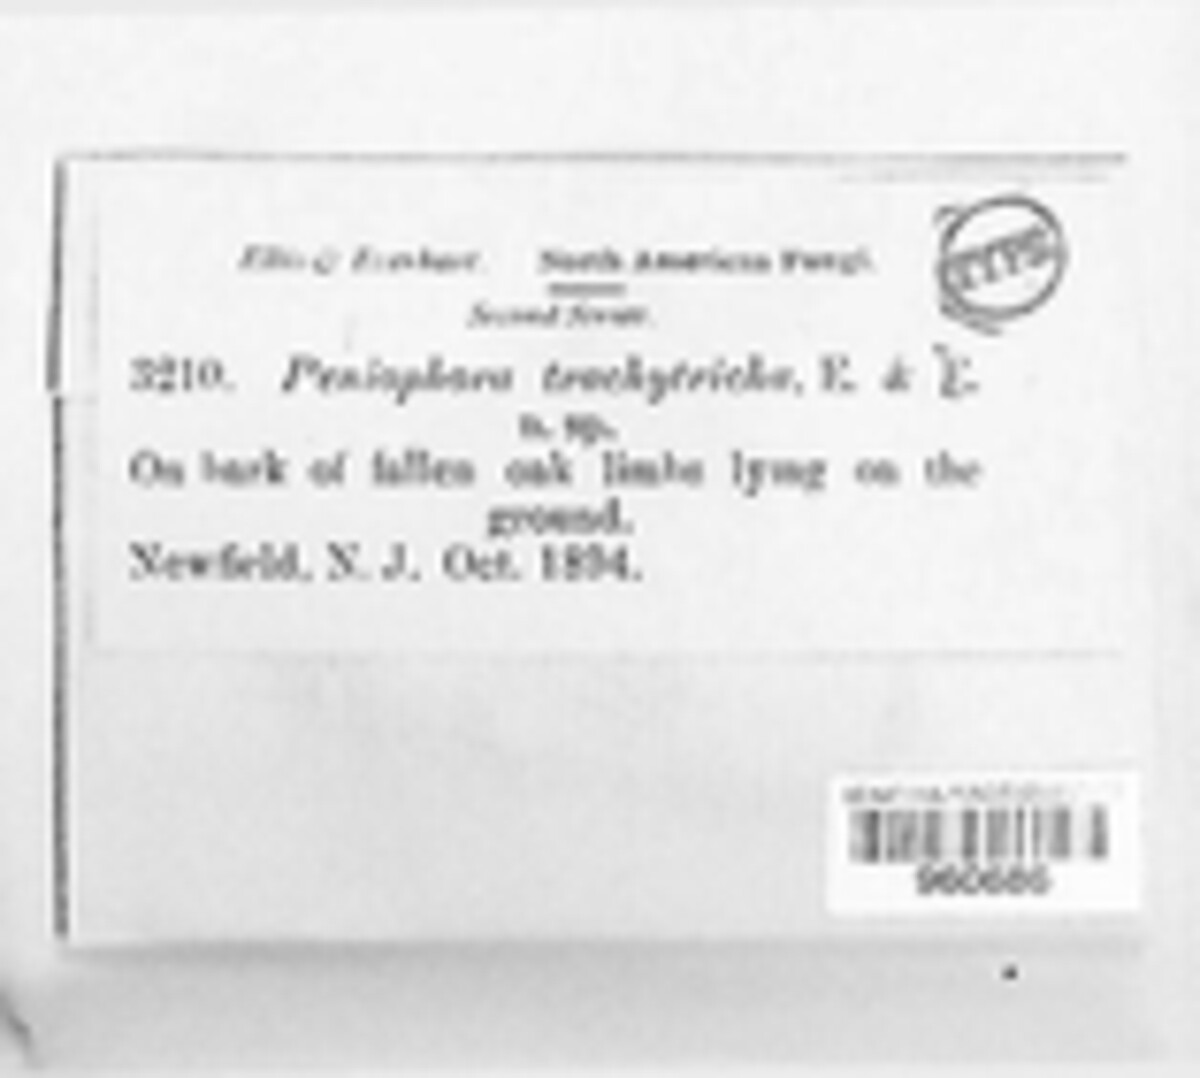 Ellis & Everhart. North American Fungi.
TYPE
Second Series.
3210. Peniophora trachytricha, E. & E.
n. sp.
On bark of fallen oak limbs lying on the
ground.
Newfield, N. J. Oct. 1894.
960686